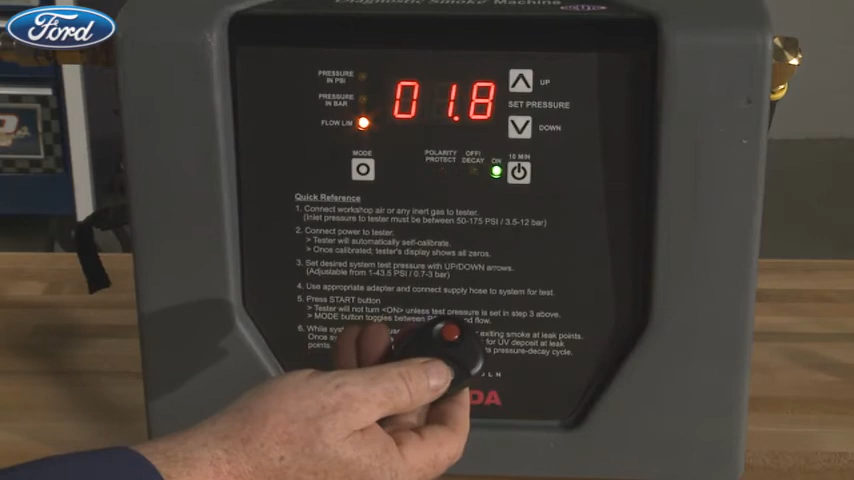 Ford
Diagnostic Smoke Machine
PRESSURE
IN PSI
PRESSURE
IN BAR
FLOW LIM
01.8
UP
SET PRESSURE
DOWN
MODE
POLARITY
PROTECT
OFF/
DECAY
ON
10 MIN
Quick Reference
1. Connect workshop air or any inert gas to tester.
(Inlet pressure to tester must be between 50-175 PSI / 3.5-12 bar)
2. Connect power to tester.
> Tester will automatically self-calibrate.
> Once calibrated, tester's display shows all zeros.
3. Set desired system test pressure with UP/DOWN arrows.
(Adjustable from 1-43.5 PSI / 0.7-3 bar)
4. Use appropriate adapter and connect supply hose to system for test.
5. Press START button
> Tester will not turn <ON> unless test pressure is set in step 3 above.
> MODE button toggles between and flow.
6. While exiting smoke at leak points.
Once for UV deposit at leak
points. pressure-decay cycle.